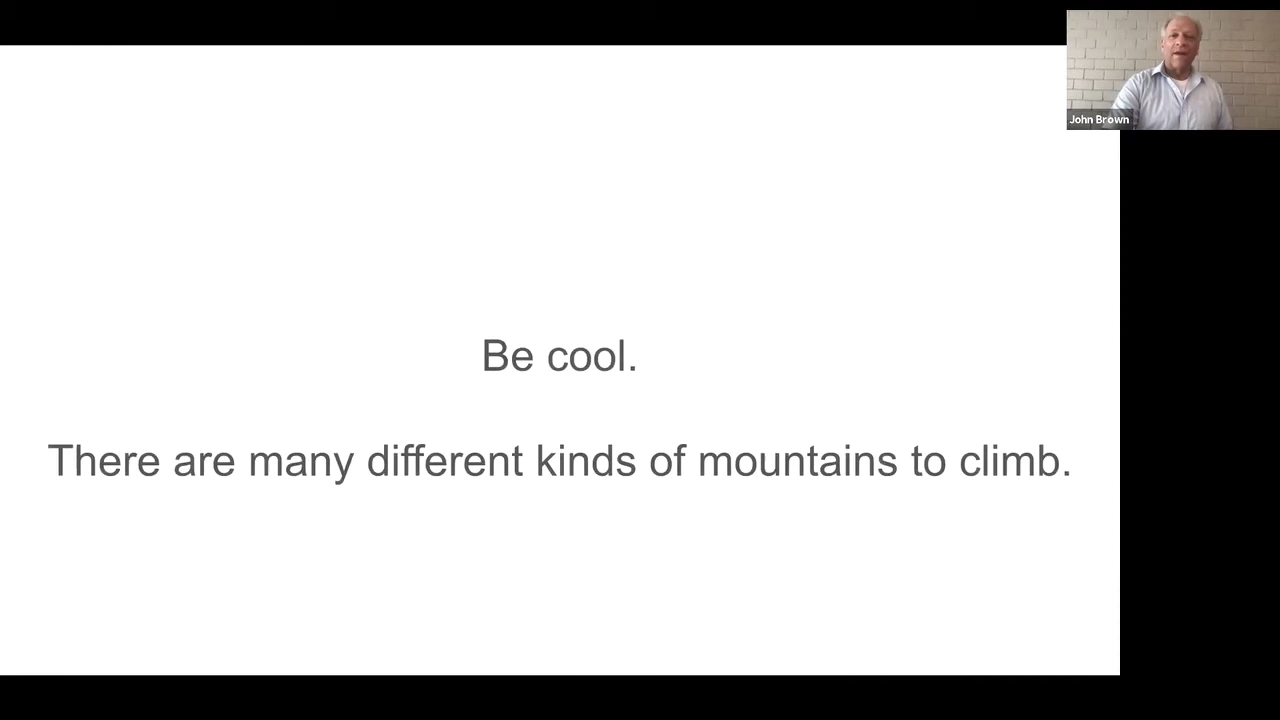 John Brown
Be cool.
There are many different kinds of mountains to climb.